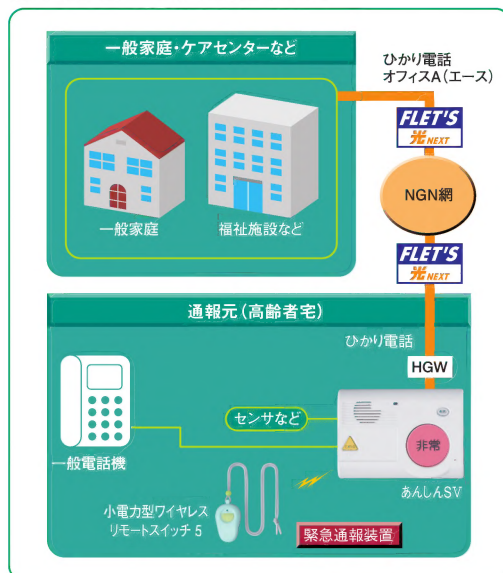 一般家庭・ケアセンターなど
ひかり電話
オフィスA(エース)
FLET'S
光NEXT
NGN網
一般家庭
福祉施設など
FLET'S
光NEXT
通報元(高齢者宅)
ひかり電話
HGW
センサなど
非常
一般電話機
あんしんSV
小電力型ワイヤレス
リモートスイッチ5
緊急通報装置